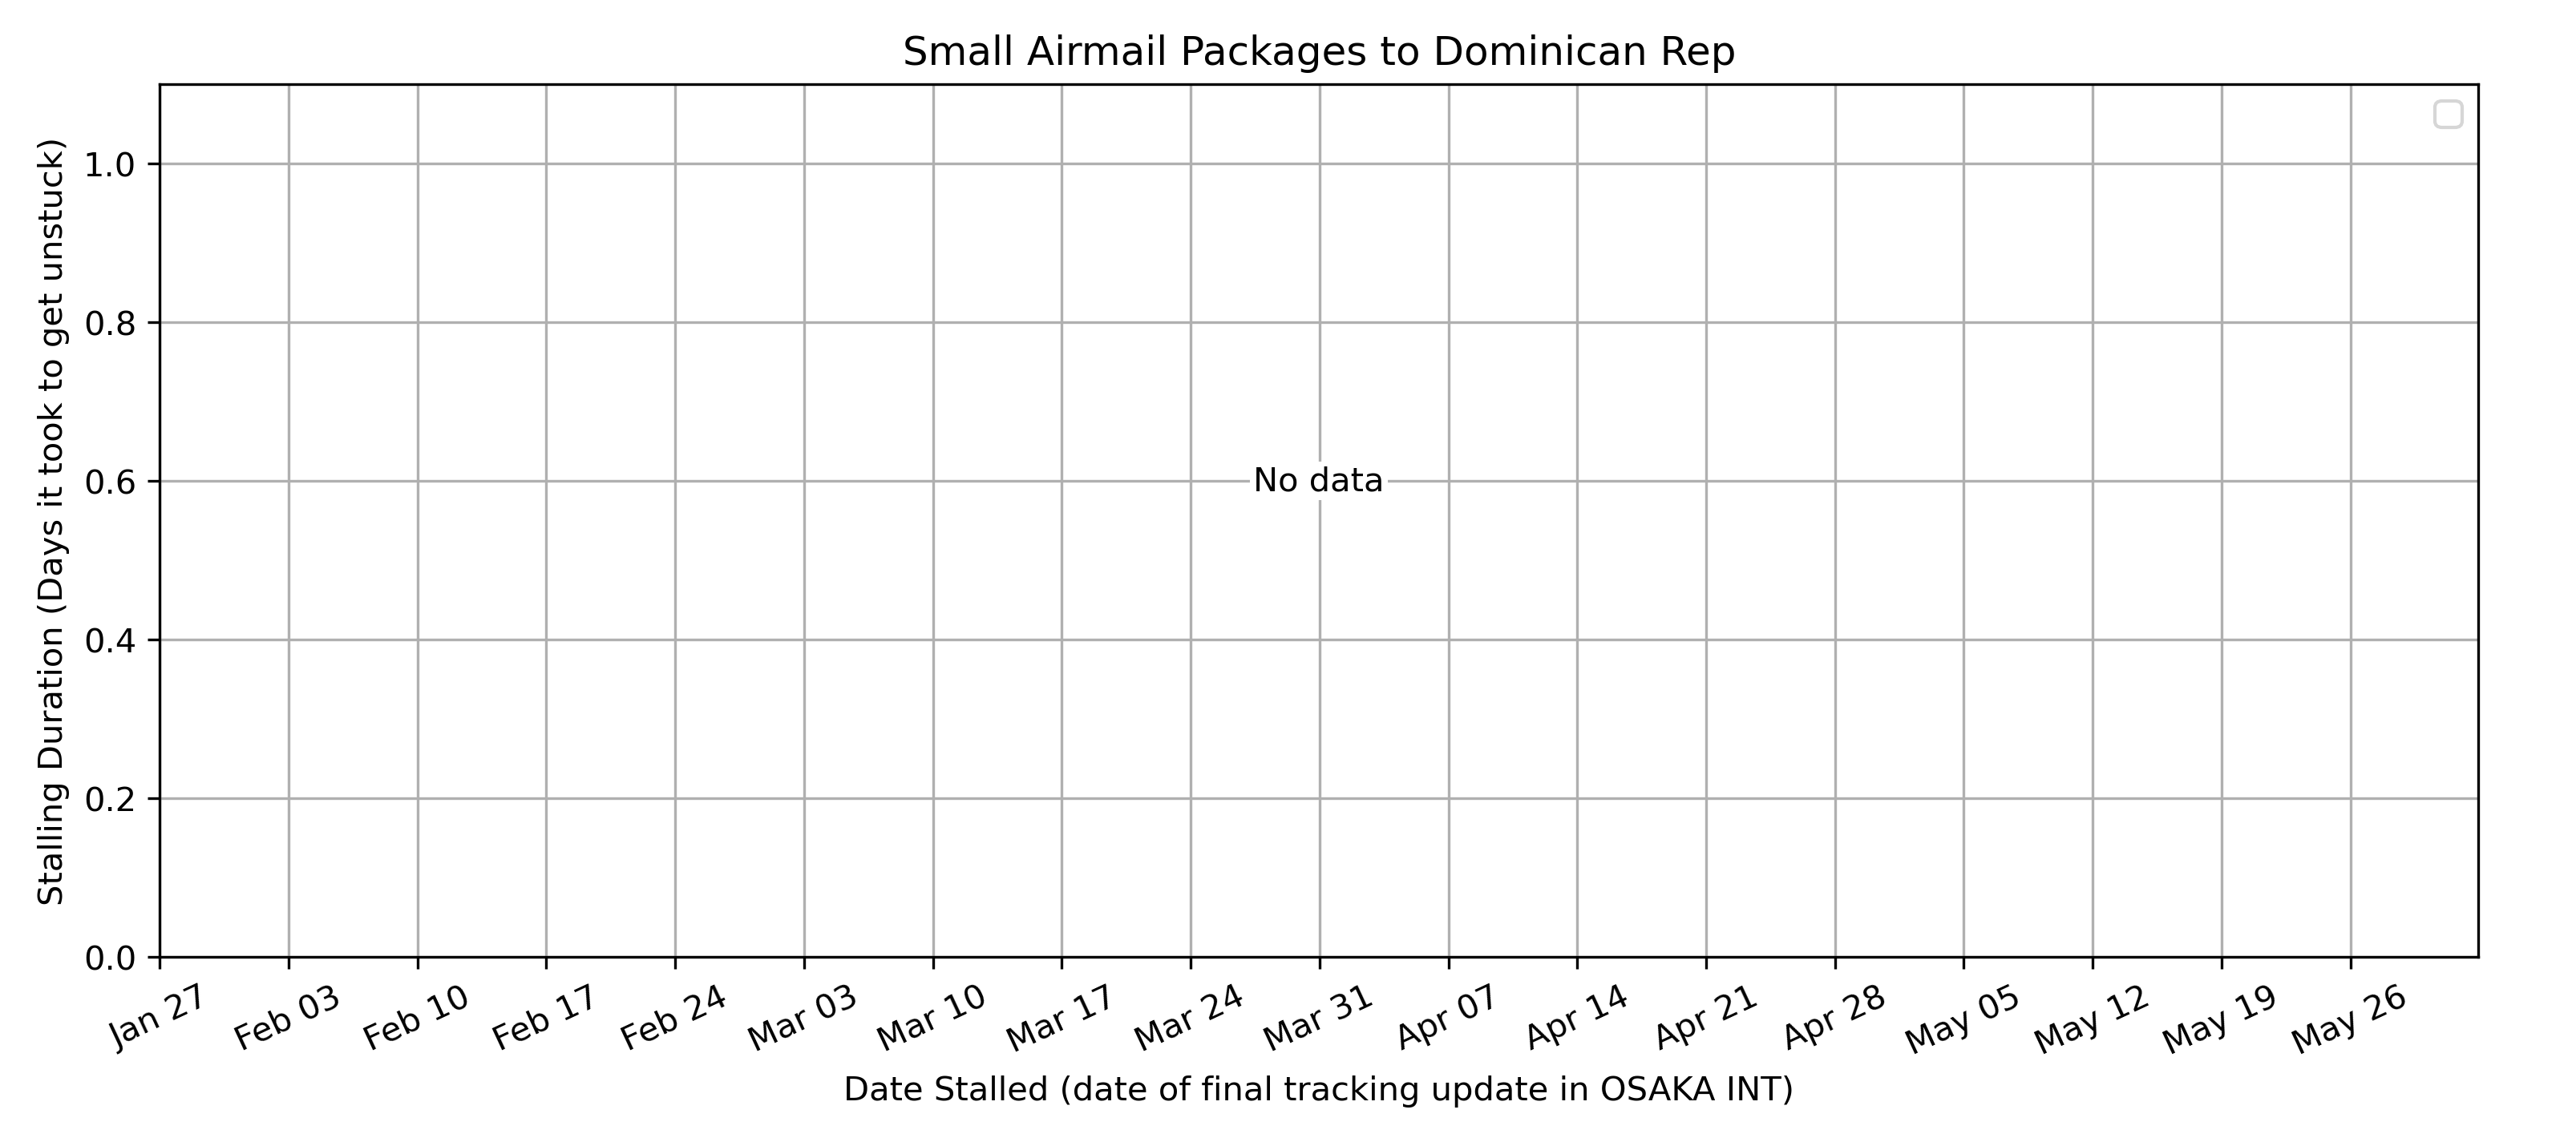 Small Airmail Packages to Dominican Rep
Stalling Duration (Days it took to get unstuck)
1.0
0.8
0.6
0.4
0.2
0.0
No data
Jan 27
Feb 03
Feb 10
Feb 17
Feb 24
Mar 03
Mar 10
Mar 17
Mar 24
Mar 31
Apr 07
Apr 14
Apr 21
Apr 28
May 05
May 12
May 19
May 26
Date Stalled (date of final tracking update in OSAKA INT)